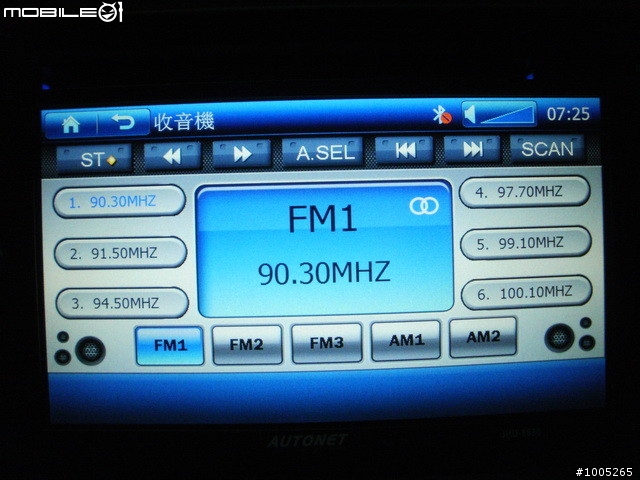 MOBILE01
收音機
07:25
ST
A.SEL
SCAN
1. 90.30MHZ
2. 91.50MHZ
3. 94.50MHZ
FM1
90.30MHZ
4. 97.70MHZ
5. 99.10MHZ
6. 100.10MHZ
FM1
FM2
FM3
AM1
AM2
AUTONET
#1005265